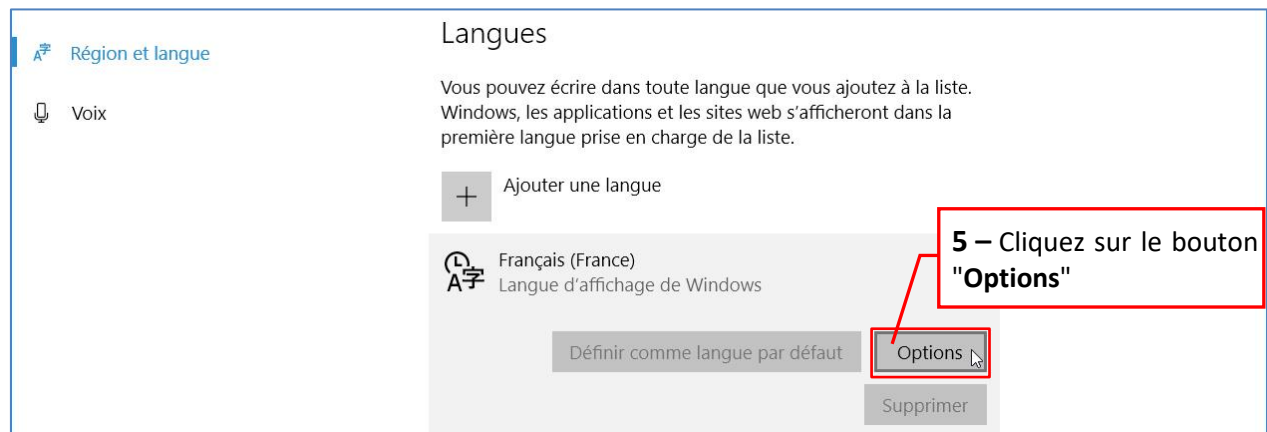 Région et langue
Voix
Langues
Vous pouvez écrire dans toute langue que vous ajoutez à la liste.
Windows, les applications et les sites web s’afficheront dans la
première langue prise en charge de la liste.
Ajouter une langue
Français (France)
Langue d’affichage de Windows
5 – Cliquez sur le bouton
"Options"
Définir comme langue par défaut
Options
Supprimer